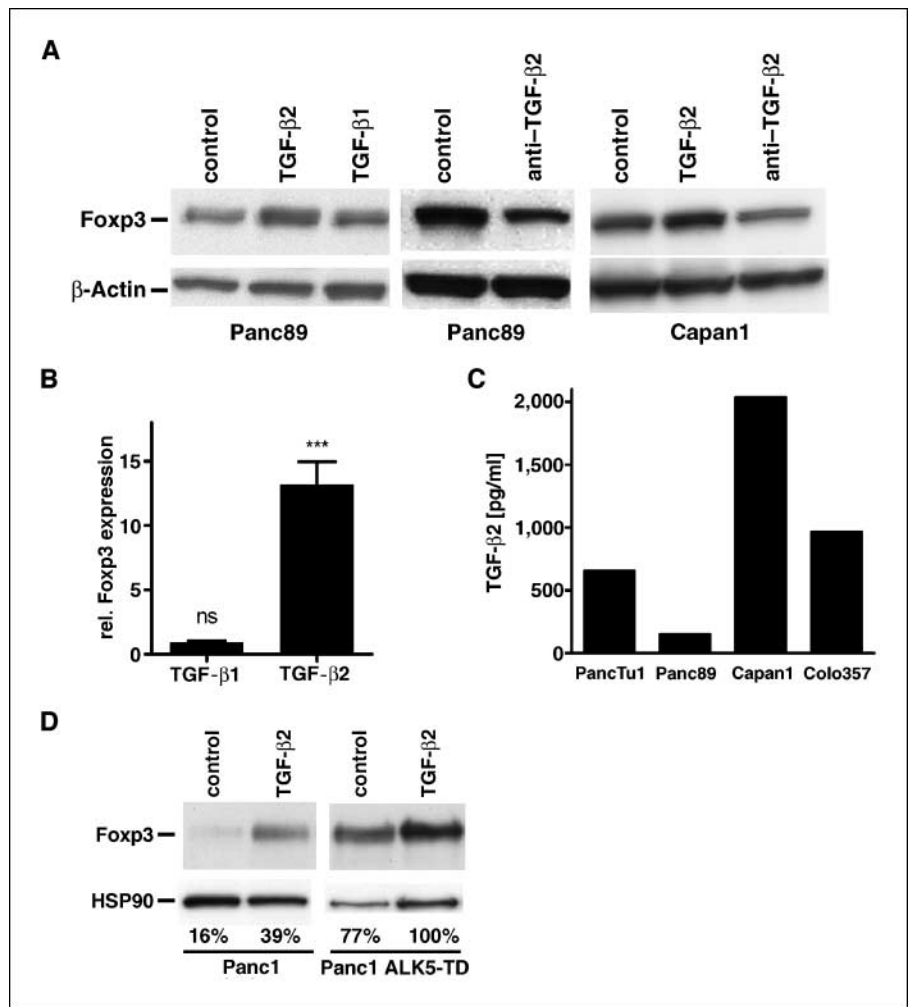 A
control
TGF-β2
TGF-β1
control
anti–TGF-β2
control
TGF-β2
anti–TGF-β2
Foxp3
β-Actin
Panc89
Panc89
Capan1
B
rel. Foxp3 expression
15
10
5
0
ns
***
TGF-β1
TGF-β2
C
TGF-β2 [pg/ml]
2,000
1,500
1,000
500
0
PancTu1 Panc89 Capan1 Colo357
D
control
TGF-β2
control
TGF-β2
Foxp3
HSP90
16% 39% 77% 100%
Panc1 Panc1 ALK5-TD